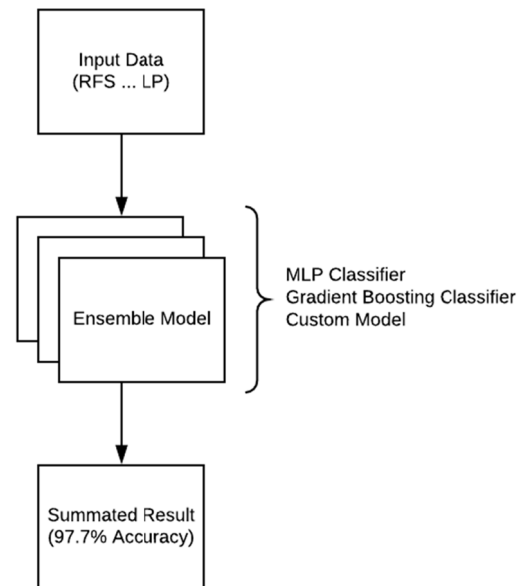 Input Data
(RFS ... LP)
Ensemble Model
MLP Classifier
Gradient Boosting Classifier
Custom Model
Summated Result
(97.7% Accuracy)